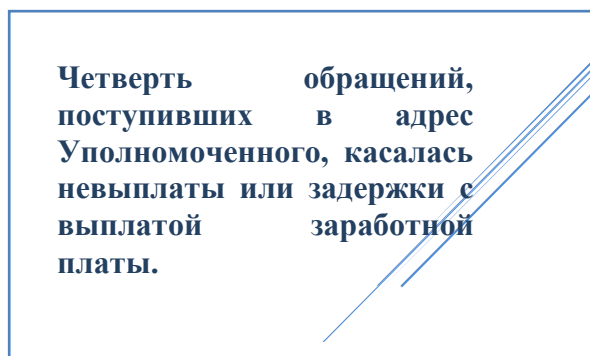 Четверть обращений,
поступивших в адрес
Уполномоченного, касалась
невыплаты или задержки с
выплатой заработной
платы.